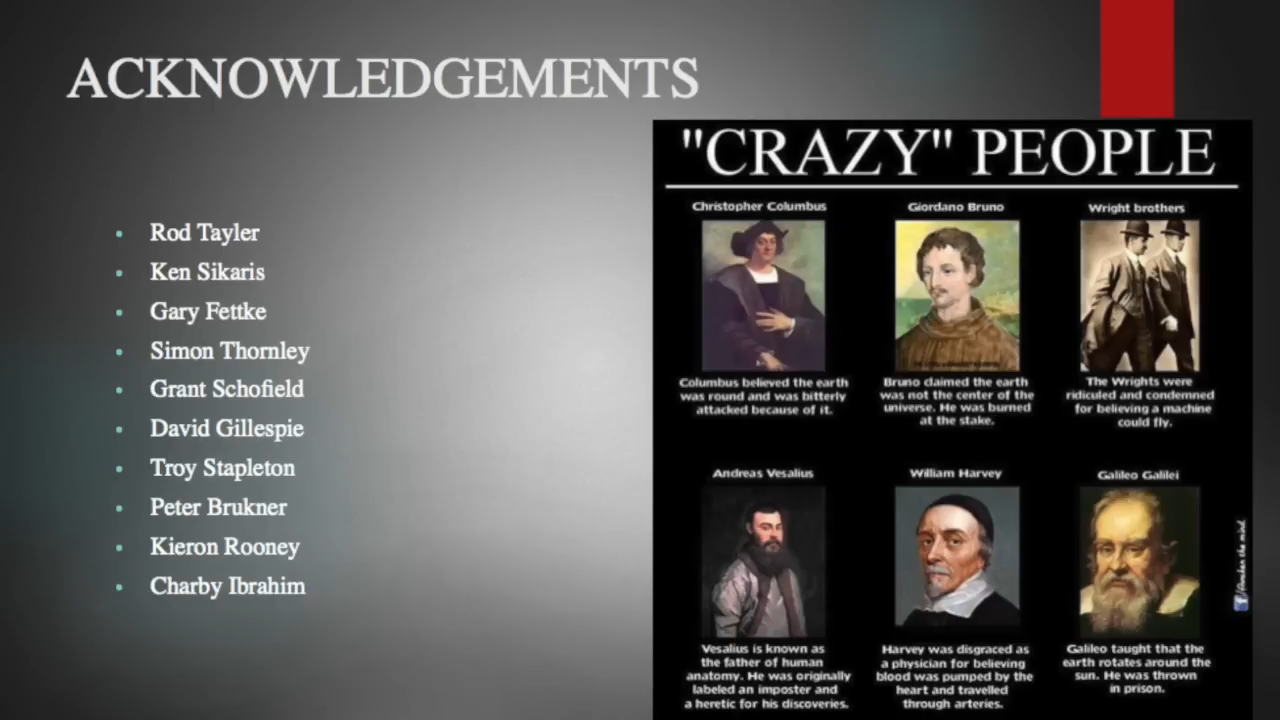 ACKNOWLEDGEMENTS
Rod Tayler
Ken Sikaris
Gary Fettke
Simon Thornley
Grant Schofield
David Gillespie
Troy Stapleton
Peter Brukner
Kieron Rooney
Charby Ibrahim
"CRAZY" PEOPLE
Christopher Columbus
Columbus believed the earth
was round and was bitterly
attacked because of it.
Giordano Bruno
Bruno claimed the earth
was not the center of the
universe. He was burned
at the stake.
Wright brothers
The Wrights were
ridiculed and condemned
for believing a machine
could fly.
Andreas Vesalius
Vesalius is known as
the father of human
anatomy. He was originally
labeled an imposter and
a heretic for his discoveries.
William Harvey
Harvey was disgraced as
a physician for believing
blood was pumped by the
heart and travelled
through arteries.
Galileo Galilei
Galileo taught that the
earth rotates around the
sun. He was thrown
in prison.
f/Awaken the mind